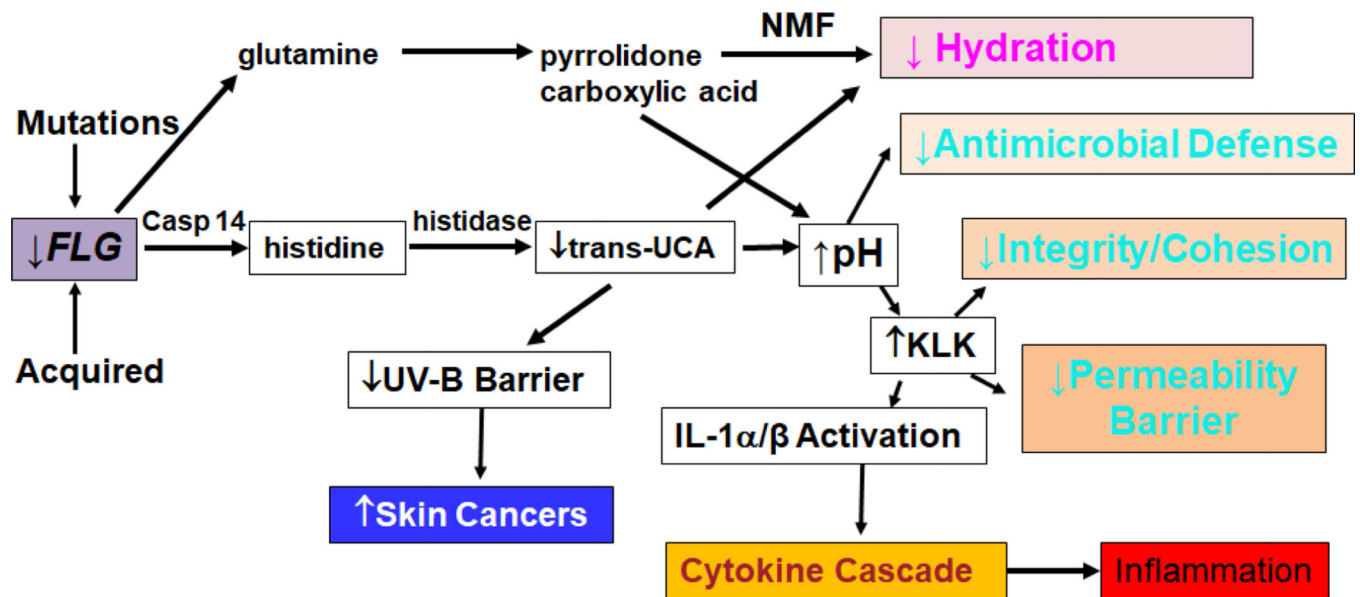 NMF
glutamine
pyrrolidone
carboxylic acid
↓ Hydration
Mutations
↓Antimicrobial Defense
Casp 14
histidase
↓FLG
histidine
↓trans-UCA
↑pH
↓Integrity/Cohesion
↑KLK
Acquired
↓UV-B Barrier
↓Permeability
Barrier
IL-1α/β Activation
↑Skin Cancers
Cytokine Cascade
Inflammation